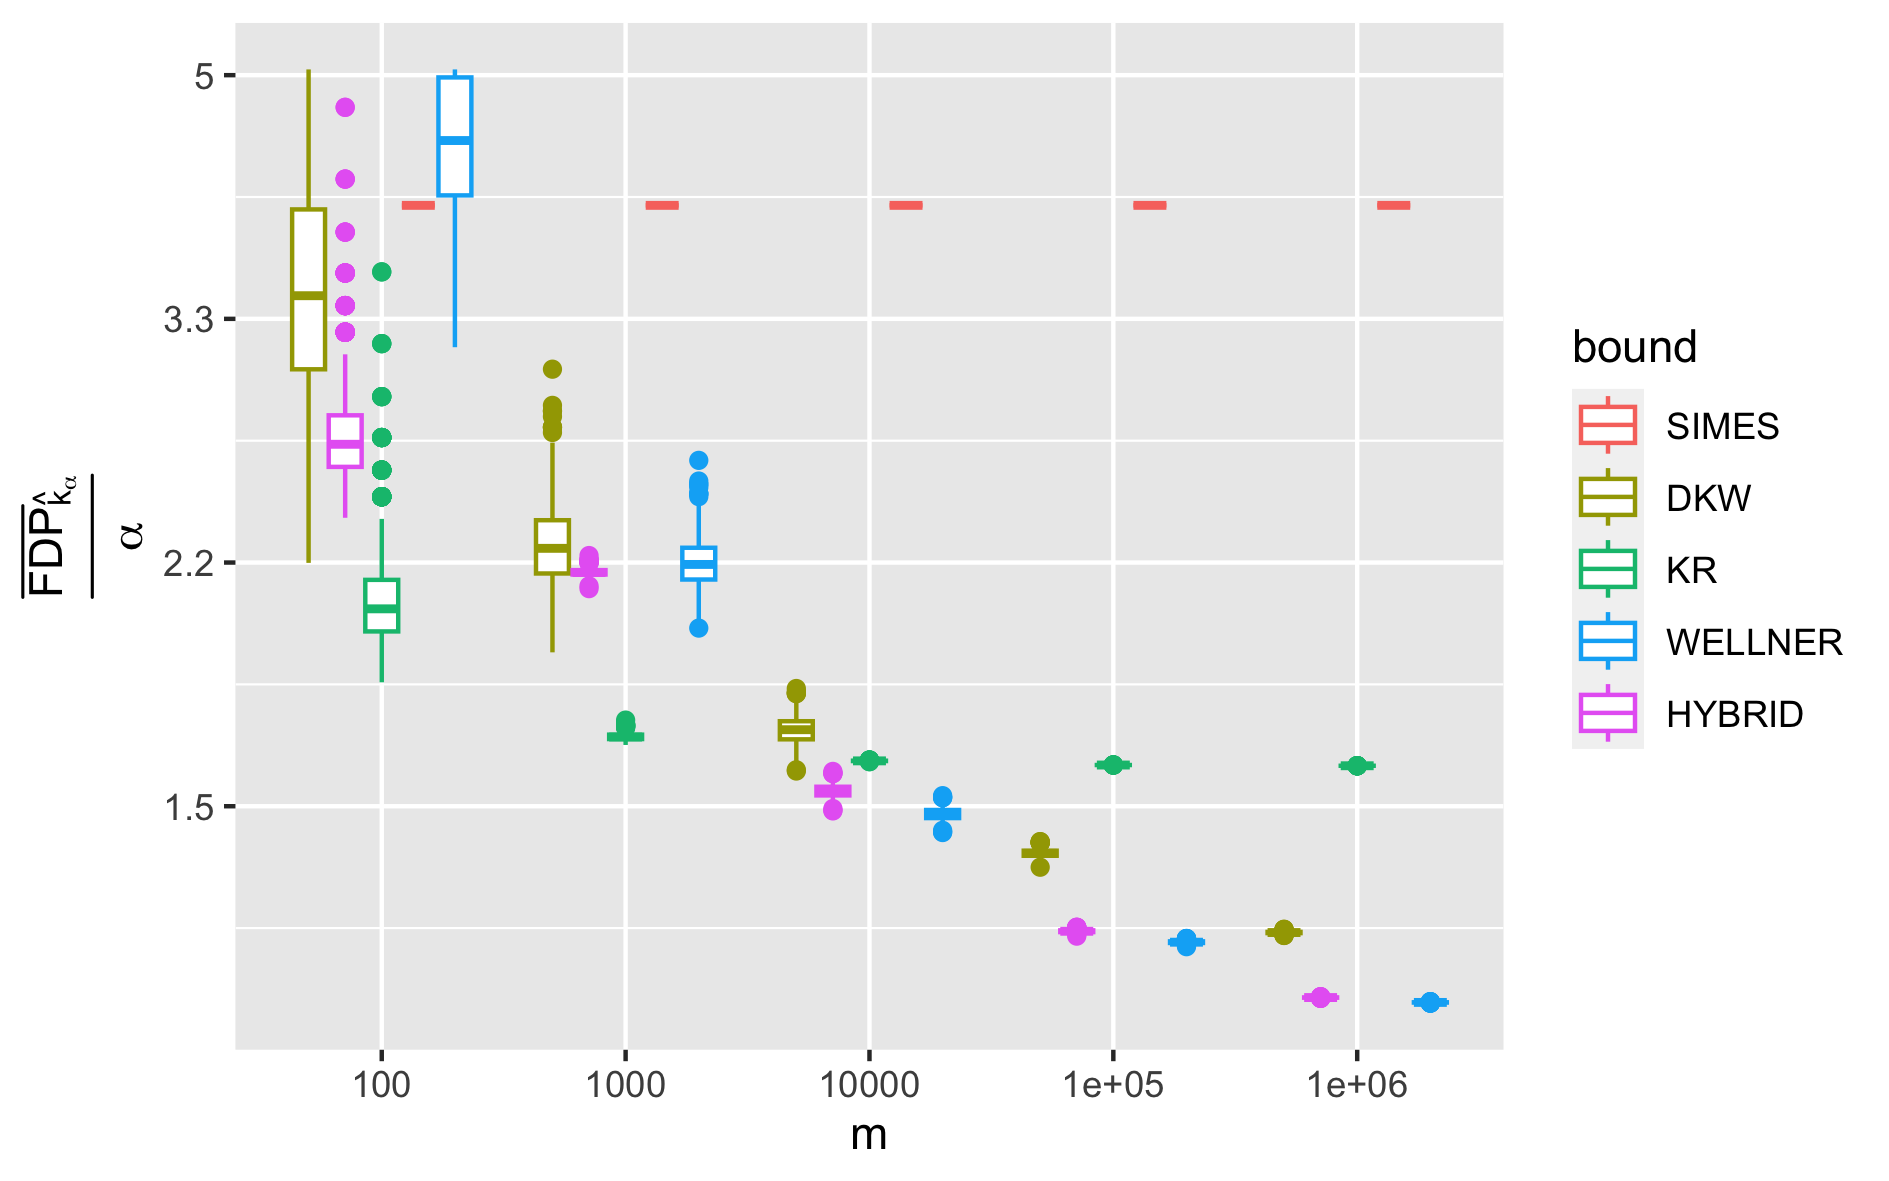 5
3.3
2.2
1.5
FDP k̂α
α
100
1000
10000
1e+05
1e+06
m
bound
SIMES
DKW
KR
WELLNER
HYBRID